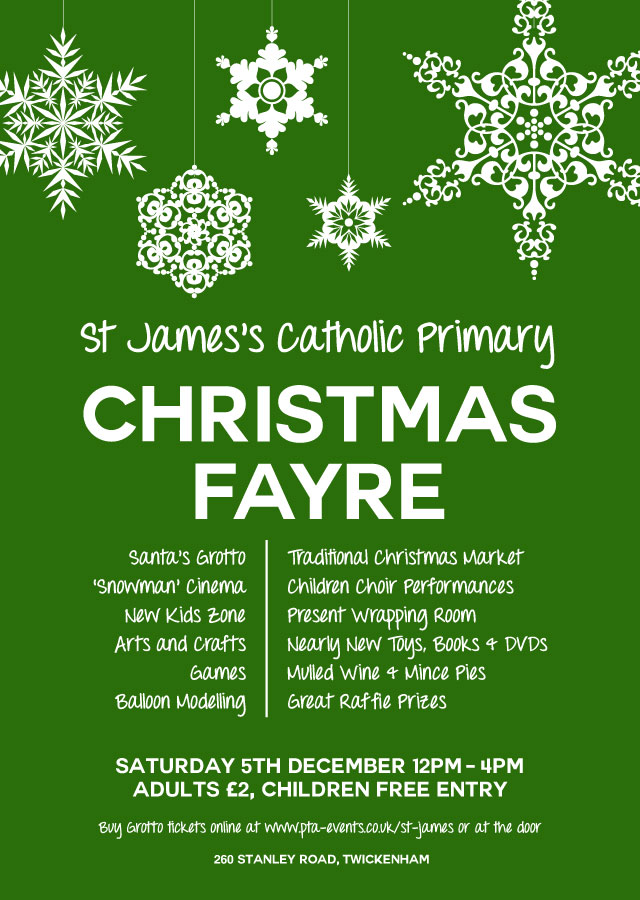 St James's Catholic Primary
CHRISTMAS
FAYRE
Santa's Grotto
'Snowman' Cinema
New Kids Zone
Arts and Crafts
Games
Balloon Modelling
Traditional Christmas Market
Children Choir Performances
Present Wrapping Room
Nearly New Toys, Books & DVDs
Mulled Wine & Mince Pies
Great Raffle Prizes
SATURDAY 5TH DECEMBER 12PM – 4PM
ADULTS £2, CHILDREN FREE ENTRY
Buy Grotto tickets online at www.pta-events.co.uk/st-james or at the door
260 STANLEY ROAD, TWICKENHAM